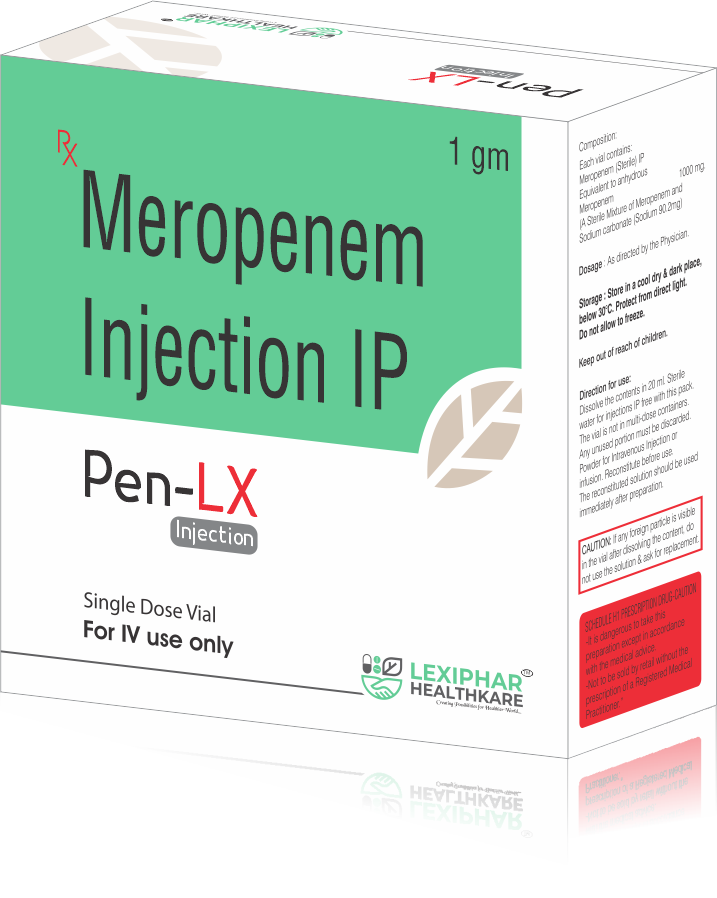 LEXIPHAR
HEALTHKARE
Pen-LX
Injection
Rx
1 gm
Meropenem
Injection IP
Pen-LX
Injection
Single Dose Vial
For IV use only
LEXIPHAR TM
HEALTHKARE
Creating Possibilities for Healthier World...
Composition:
Each vial contains:
Meropenem (Sterile) IP
Equivalent to anhydrous
Meropenem 1000 mg.
(A Sterile Mixture of Meropenem and
Sodium carbonate (Sodium 90.2mg)
Dosage : As directed by the Physician.
Storage : Store in a cool dry & dark place,
below 30°C. Protect from direct light.
Do not allow to freeze.
Keep out of reach of children.
Direction for use:
Dissolve the contents in 20 ml. Sterile
water for injections IP free with this pack.
The vial is not in multi-dose containers.
Any unused portion must be discarded.
Powder for Intravenous Injection or
infusion. Reconstitute before use.
The reconstituted solution should be used
immediately after preparation.
CAUTION: If any foreign particle is visible
in the vial after dissolving the content, do
not use the solution & ask for replacement.
SCHEDULE H1 PRESCRIPTION DRUG-CAUTION
-It is dangerous to take this
preparation except in accordance
with the medical advice.
-Not to be sold by retail without the
prescription of a Registered Medical
Practitioner "